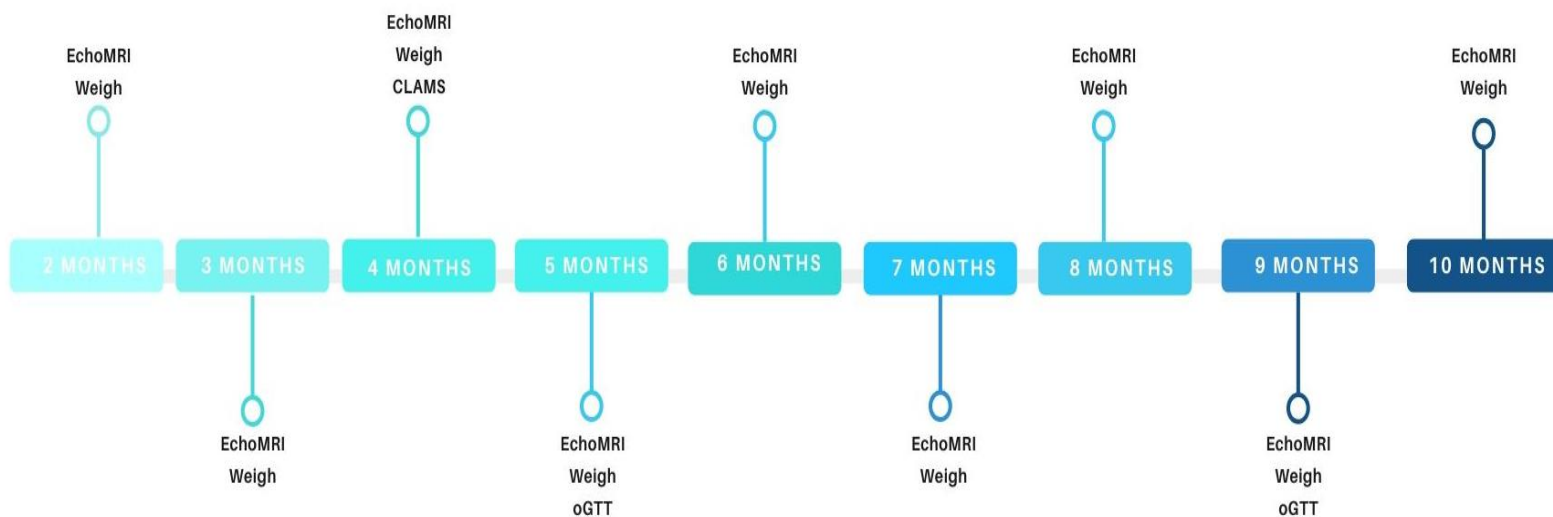 EchoMRI
Weigh
EchoMRI
Weigh
CLAMS
EchoMRI
Weigh
EchoMRI
Weigh
EchoMRI
Weigh
2 MONTHS
3 MONTHS
4 MONTHS
5 MONTHS
6 MONTHS
7 MONTHS
8 MONTHS
9 MONTHS
10 MONTHS
EchoMRI
Weigh
EchoMRI
Weigh
oGTT
EchoMRI
Weigh
EchoMRI
Weigh
oGTT